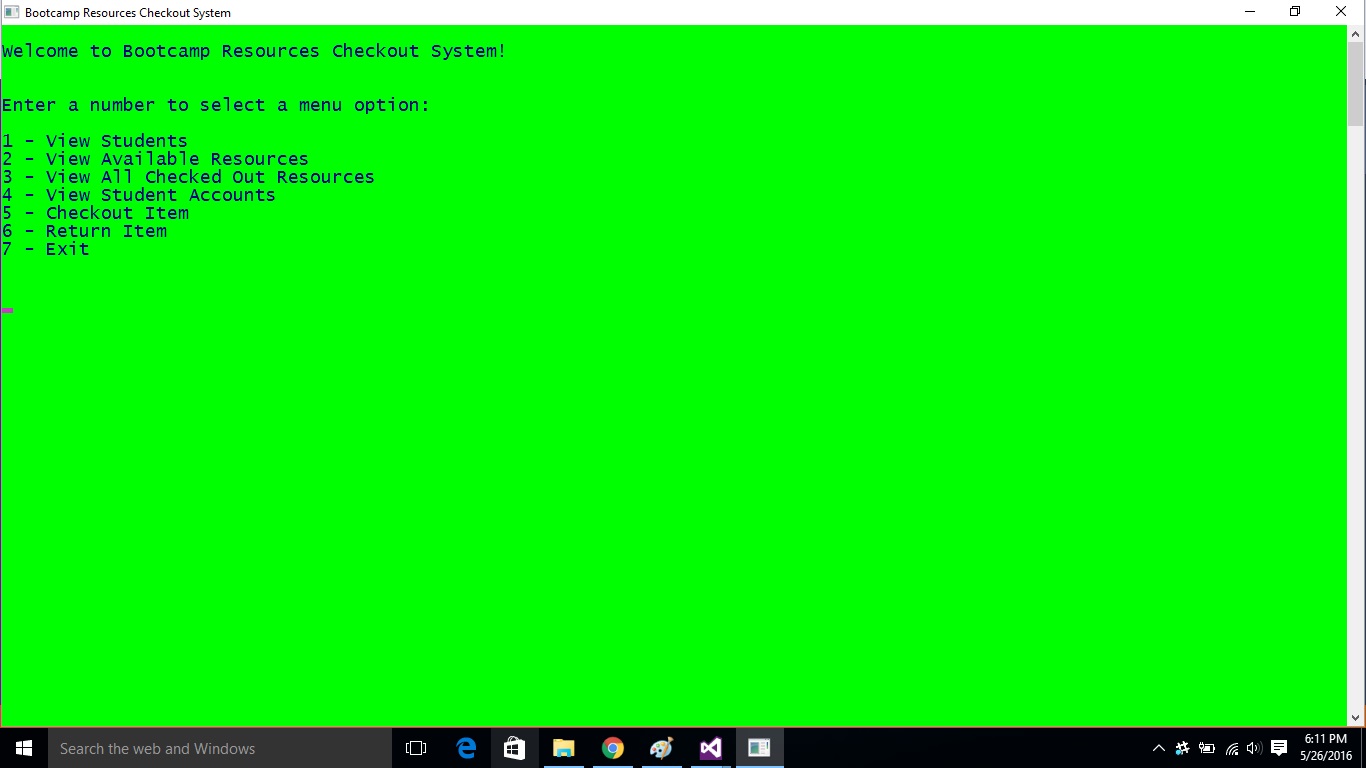 Bootcamp Resources Checkout System
Welcome to Bootcamp Resources Checkout System!
Enter a number to select a menu option:
1 - View Students
2 - View Available Resources
3 - View All Checked Out Resources
4 - View Student Accounts
5 - Checkout Item
6 - Return Item
7 - Exit
Search the web and Windows
6:11 PM
5/26/2016